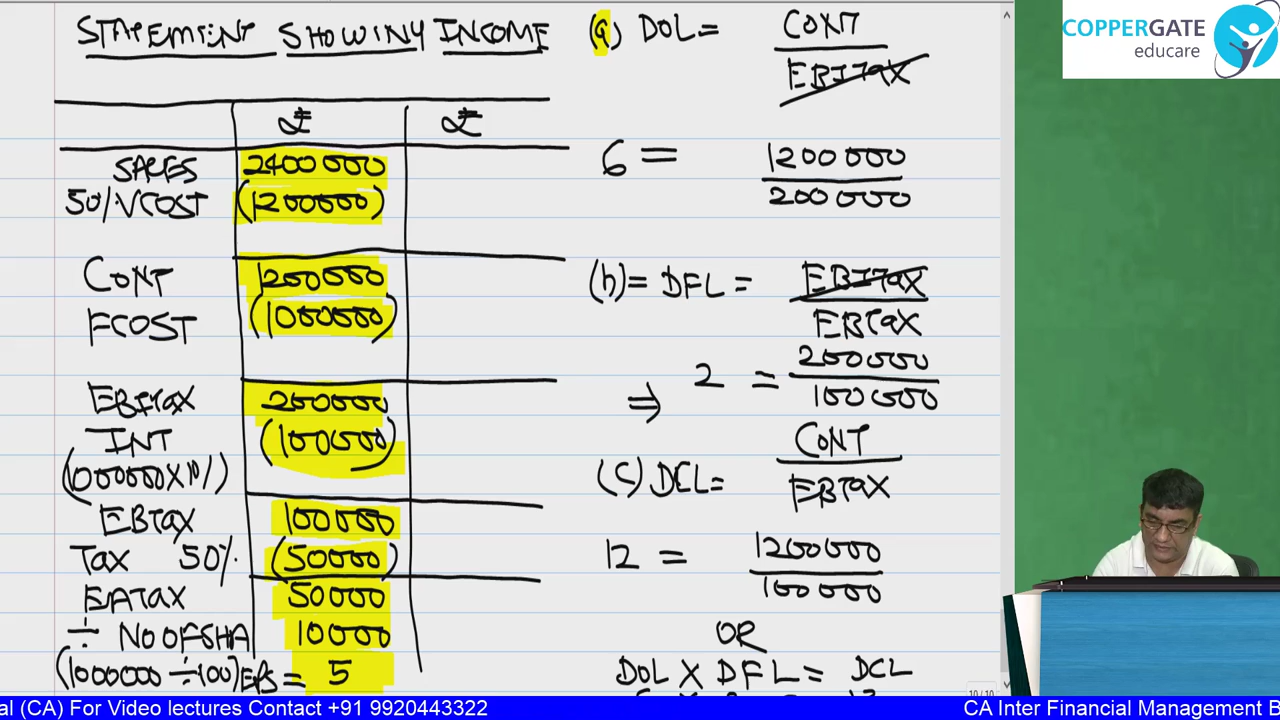 STATEMENT SHOWING INCOME
₹ ₹
SALES 2400000
50% VCOST (1200000)
CONT 1200000
FCOST (1000000)
EBITax 200000
INT (100000)
(1000000X10%)
EBTax 100000
Tax 50% (50000)
EATax 50000
÷ NO OF SHA 10000
(1000000 ÷ 100) EPS = 5
(a) DOL = CONT
EBITax
6 = 1200000
200000
(b) = DFL = EBITax
EBTax
⇒ 2 = 200000
100000
(C) DCL = CONT
EBTax
12 = 1200000
100000
OR
DOL X DFL = DCL
10/10
COPPERGATE
educare
al (CA) For Video lectures Contact +91 9920443322
CA Inter Financial Management B